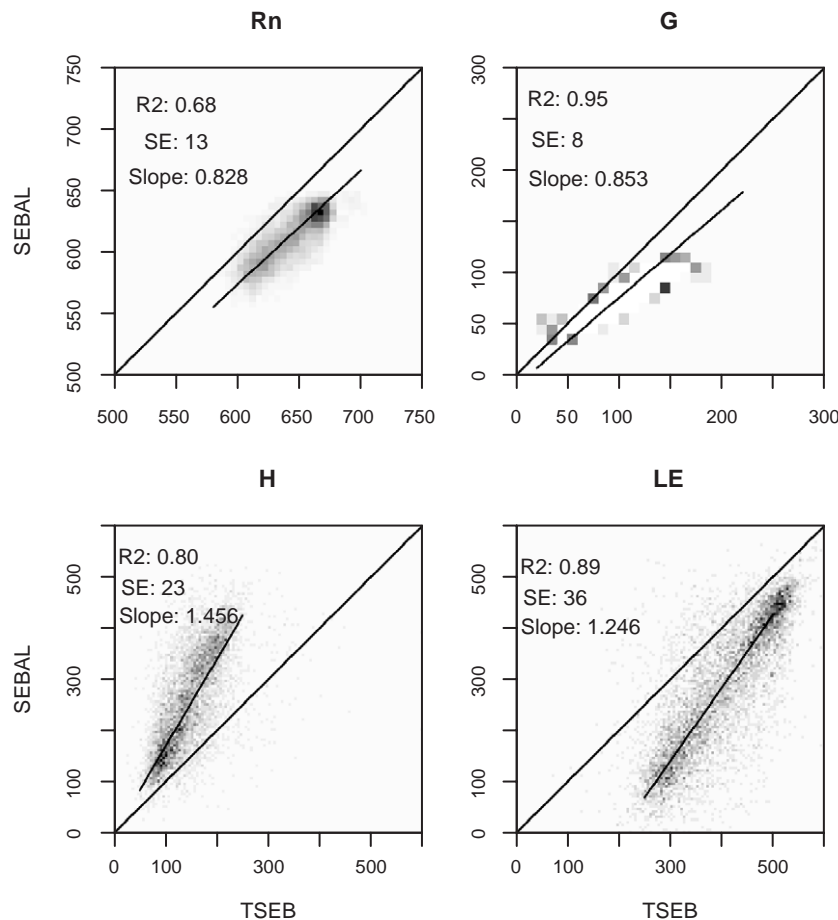 Rn
750
700
650
600
550
500
SEBAL
R2: 0.68
SE: 13
Slope: 0.828
500 550 600 650 700 750
G
300
200
100
50
0
R2: 0.95
SE: 8
Slope: 0.853
0 50 100 200 300
H
500
300
100
0
SEBAL
R2: 0.80
SE: 23
Slope: 1.456
0 100 300 500
TSEB
LE
500
300
100
0
R2: 0.89
SE: 36
Slope: 1.246
0 100 300 500
TSEB